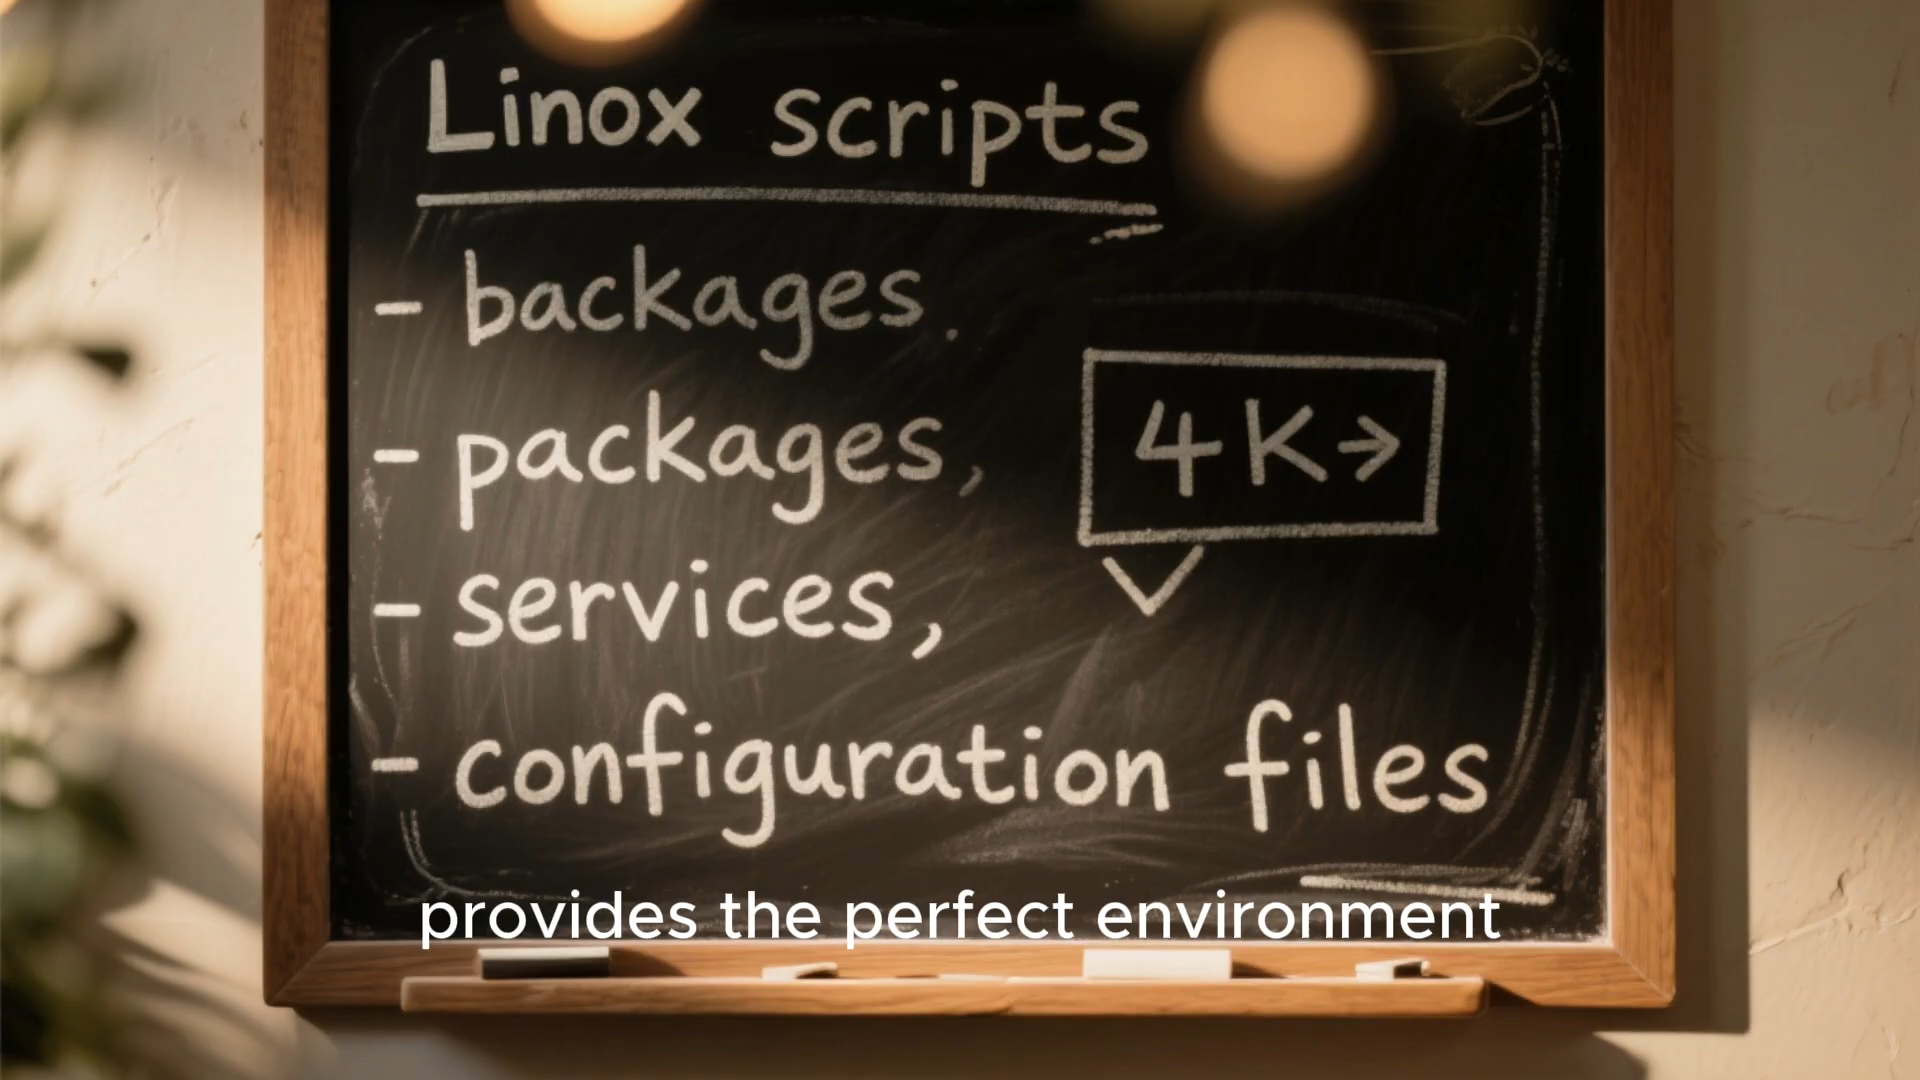 Linox scripts
- backages.
- packages,
4K→
- services,
- configuration files
provides the perfect environment